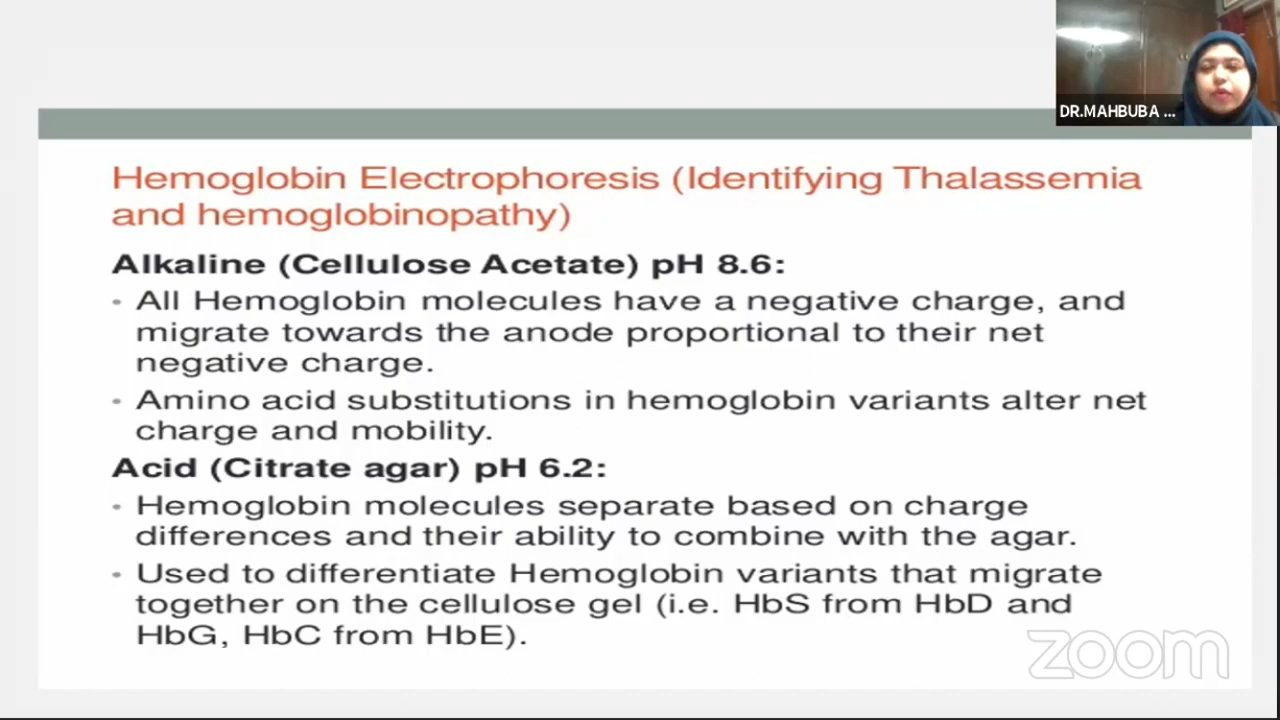 DR.MAHBUBA ...
Hemoglobin Electrophoresis (Identifying Thalassemia
and hemoglobinopathy)
Alkaline (Cellulose Acetate) pH 8.6:
• All Hemoglobin molecules have a negative charge, and
migrate towards the anode proportional to their net
negative charge.
• Amino acid substitutions in hemoglobin variants alter net
charge and mobility.
Acid (Citrate agar) pH 6.2:
• Hemoglobin molecules separate based on charge
differences and their ability to combine with the agar.
• Used to differentiate Hemoglobin variants that migrate
together on the cellulose gel (i.e. HbS from HbD and
HbG, HbC from HbE).
zoom